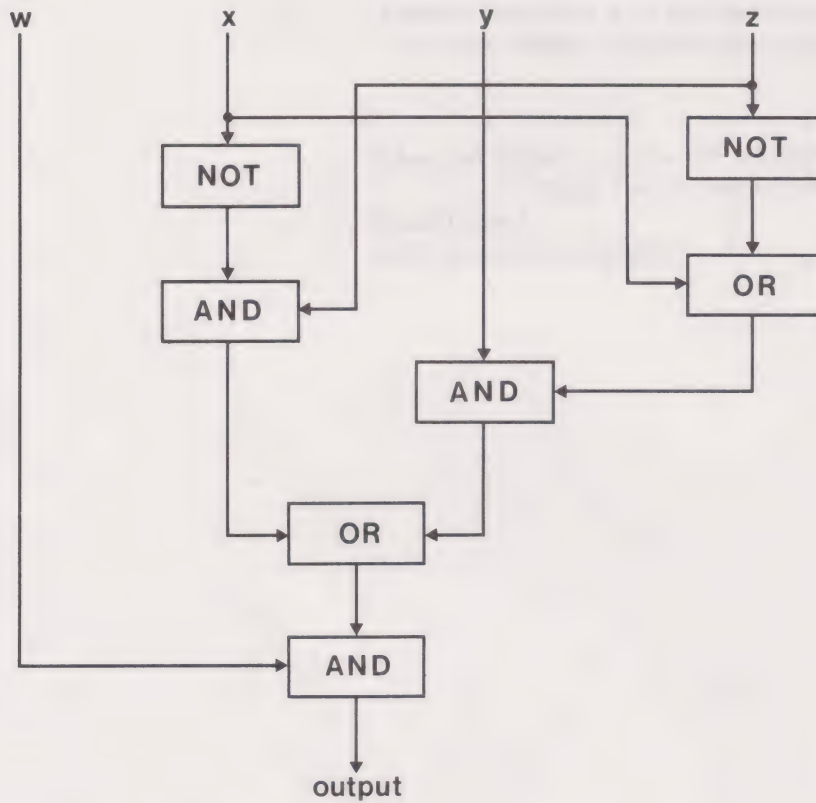 w x y z
NOT
NOT
AND
OR
AND
OR
AND
output